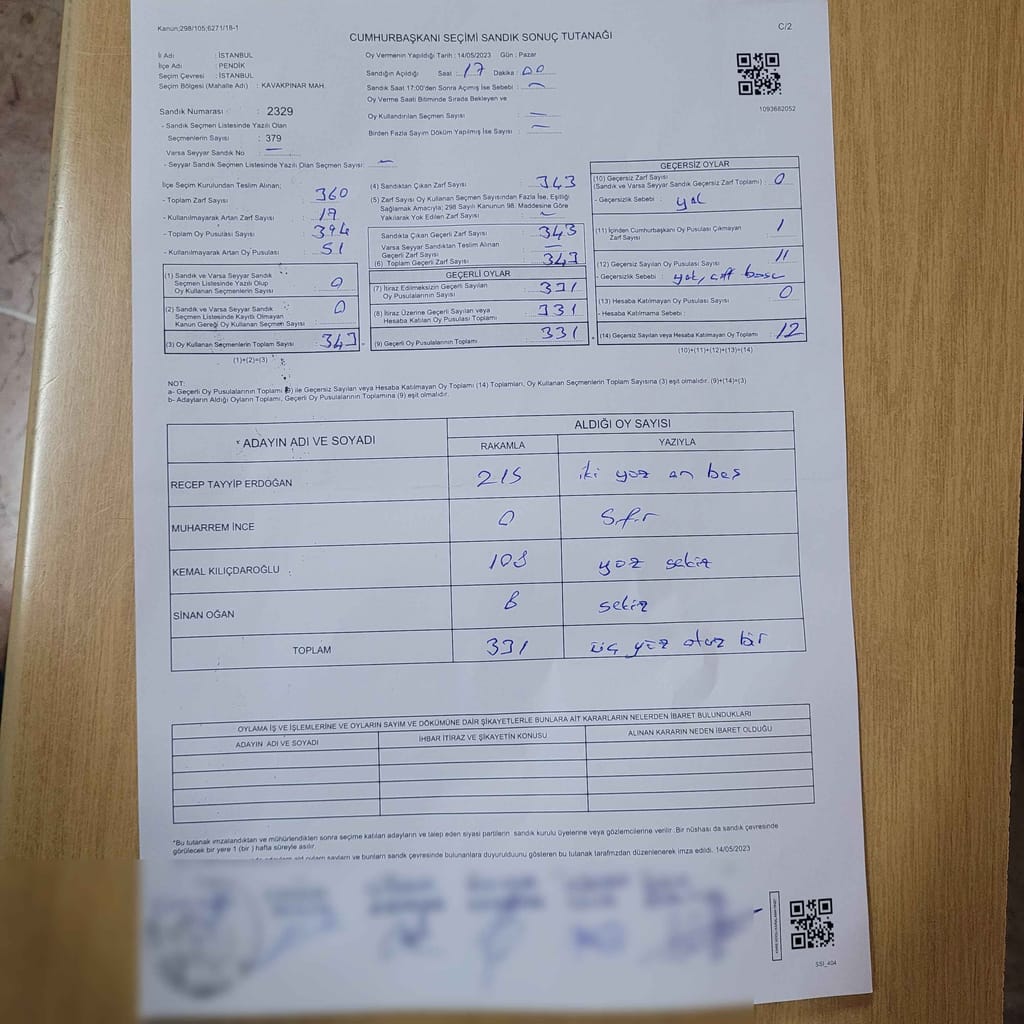 Kanun;298/105;6271/18-1
C/2
CUMHURBAŞKANI SEÇİMİ SANDIK SONUÇ TUTANAĞI
İl Adı : İSTANBUL
İlçe Adı : PENDİK
Seçim Çevresi : İSTANBUL
Seçim Bölgesi (Mahalle Adı) : KAVAKPINAR MAH.
Oy Vermenin Yapıldığı Tarih : 14/05/2023 Gün : Pazar
Sandığın Açıldığı Saat : 17 Dakika : 00
Sandık Saat 17:00'den Sonra Açılmış İse Sebebi :
Oy Verme Saati Bitiminde Sırada Bekleyen ve
Oy Kullandırılan Seçmen Sayısı :
Birden Fazla Sayım Döküm Yapılmış İse Sayısı :
1093682052
Sandık Numarası : 2329
- Sandık Seçmen Listesinde Yazılı Olan
Seçmenlerin Sayısı : 379
- Varsa Seyyar Sandık No :
- Seyyar Sandık Seçmen Listesinde Yazılı Olan Seçmen Sayısı:
İlçe Seçim Kurulundan Teslim Alınan;
- Toplam Zarf Sayısı : 360
- Kullanılmayarak Artan Zarf Sayısı : 17
- Toplam Oy Pusulası Sayısı : 394
- Kullanılmayarak Artan Oy Pusulası : 51
(1) Sandık ve Varsa Seyyar Sandık
Seçmen Listesinde Yazılı Olup
Oy Kullanan Seçmenlerin Sayısı : 0
(2) Sandık ve Varsa Seyyar Sandık
Seçmen Listesinde Kayıtlı Olmayan
Kanun Gereği Oy Kullanan Seçmen Sayısı : 0
(3) Oy Kullanan Seçmenlerin Toplam Sayısı : 343
(1)+(2)=(3)
(4) Sandıktan Çıkan Zarf Sayısı : 343
(5) Zarf Sayısı Oy Kullanan Seçmen Sayısından Fazla İse, Eşitliği
Sağlamak Amacıyla; 298 Sayılı Kanunun 98. Maddesine Göre
Yakılarak Yok Edilen Zarf Sayısı :
Sandıkta Çıkan Geçerli Zarf Sayısı : 343
Varsa Seyyar Sandıktan Teslim Alınan
Geçerli Zarf Sayısı :
(6) Toplam Geçerli Zarf Sayısı : 343
GEÇERLİ OYLAR
(7) İtiraz Edilmeksizin Geçerli Sayılan
Oy Pusulalarının Sayısı : 331
(8) İtiraz Üzerine Geçerli Sayılan veya
Hesaba Katılan Oy Pusulası Toplamı : 331
(9) Geçerli Oy Pusulalarının Toplamı : 331
GEÇERSİZ OYLAR
(10) Geçersiz Zarf Sayısı
(Sandık ve Varsa Seyyar Sandık Geçersiz Zarf Toplamı) : 0
- Geçersizlik Sebebi : yok
(11) İçinden Cumhurbaşkanı Oy Pusulası Çıkmayan
Zarf Sayısı : 1
(12) Geçersiz Sayılan Oy Pusulası Sayısı : 11
- Geçersizlik Sebebi : yok, çift bası
(13) Hesaba Katılmayan Oy Pusulası Sayısı : 0
- Hesaba Katılmama Sebebi :
(14) Geçersiz Sayılan veya Hesaba Katılmayan Oy Toplamı : 12
(10)+(11)+(12)+(13)=(14)
NOT:
a- Geçerli Oy Pusulalarının Toplamı (9) ile Geçersiz Sayılan veya Hesaba Katılmayan Oy Toplamı (14) Toplamları, Oy Kullanan Seçmenlerin Toplam Sayısına (3) eşit olmalıdır. (9)+(14)=(3)
b- Adayların Aldığı Oyların Toplamı, Geçerli Oy Pusulalarının Toplamına (9) eşit olmalıdır.
* ADAYIN ADI VE SOYADI
ALDIĞI OY SAYISI
RAKAMLA YAZIYLA
RECEP TAYYİP ERDOĞAN 215 iki yüz on beş
MUHARREM İNCE 0 Sıfır
KEMAL KILIÇDAROĞLU 108 yüz sekiz
SİNAN OĞAN 8 sekiz
TOPLAM 331 üç yüz otuz bir
OYLAMA İŞ VE İŞLEMLERİNE VE OYLARIN SAYIM VE DÖKÜMÜNE DAİR ŞİKAYETLERLE BUNLARA AİT KARARLARIN NELERDEN İBARET BULUNDUKLARI
ADAYIN ADI VE SOYADI İHBAR İTİRAZ VE ŞİKAYETİN KONUSU ALINAN KARARIN NEDEN İBARET OLDUĞU
*Bu tutanak imzalandıktan ve mühürlendikten sonra seçime katılan adayların ve talep eden siyasi partilerin sandık kurulu üyelerine veya gözlemcilerine verilir. Bir nüshası da sandık çevresinde
görülecek bir yere 1 (bir ) hafta süreyle asılır.
bunların sandık çevresinde bulunanlara duyurulduunu gösteren bu tutanak tarafımızdan düzenlenerek imza edildi. 14/05/2023
SSİ_404